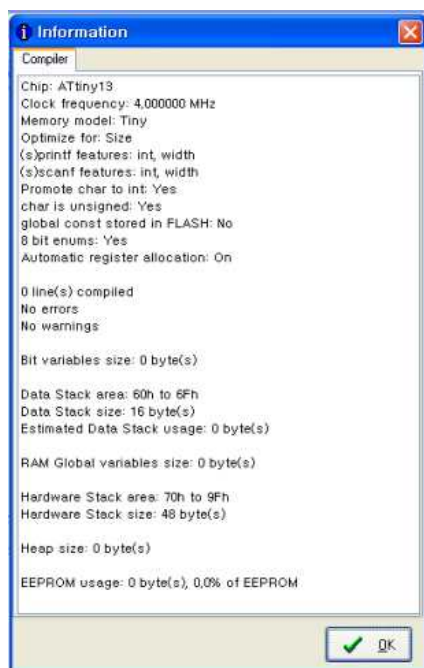 Information
Compiler
Chip: ATtiny13
Clock frequency: 4,000000 MHz
Memory model: Tiny
Optimize for: Size
(s)printf features: int, width
(s)scanf features: int, width
Promote char to int: Yes
char is unsigned: Yes
global const stored in FLASH: No
8 bit enums: Yes
Automatic register allocation: On
0 line(s) compiled
No errors
No warnings
Bit variables size: 0 byte(s)
Data Stack area: 60h to 6Fh
Data Stack size: 16 byte(s)
Estimated Data Stack usage: 0 byte(s)
RAM Global variables size: 0 byte(s)
Hardware Stack area: 70h to 9Fh
Hardware Stack size: 48 byte(s)
Heap size: 0 byte(s)
EEPROM usage: 0 byte(s), 0,0% of EEPROM
OK